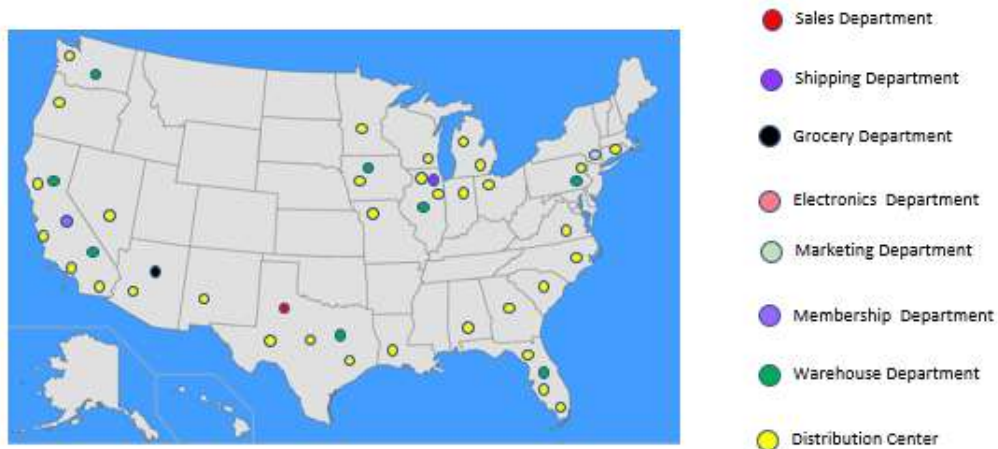 Sales Department
Shipping Department
Grocery Department
Electronics  Department
Marketing Department
Membership  Department
Warehouse Department
Distribution Center